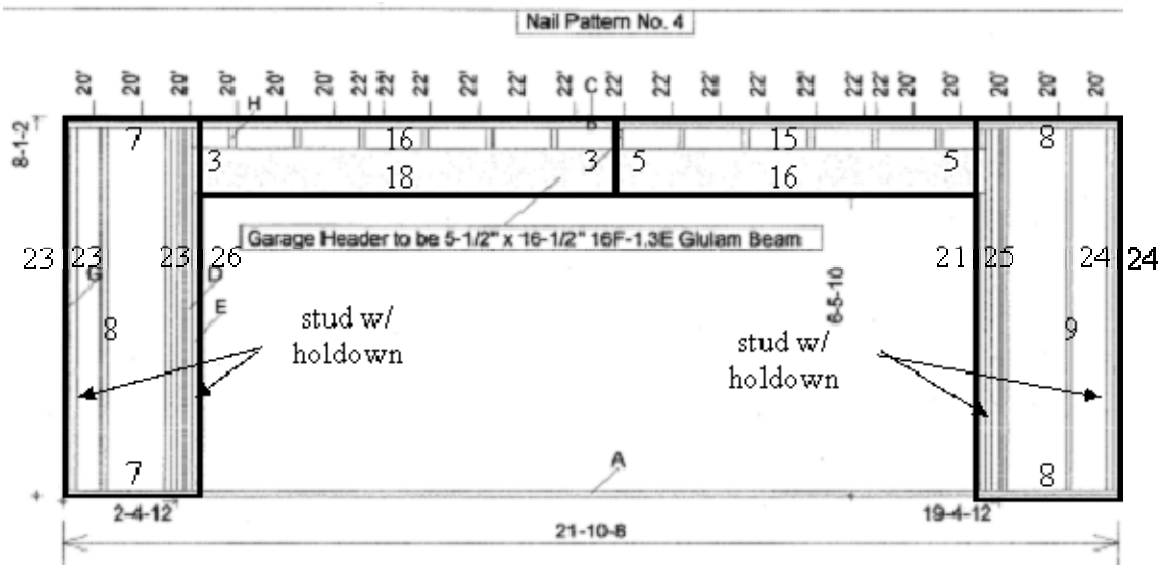 Nail Pattern No. 4
20' 20' 20' 20' 20' 20' 22' 22' 22' 22' 22' 22' C 22' 22' 22' 22' 22' 22' 20' 20' 20' 20' 20'
H
8-1-2
7 16 15 8
3 3 5 5
18 16
Garage Header to be 5-1/2" x 16-1/2" 16F-1.3E Glulam Beam
23 23 23 26 D 21 25 24 24
G
E
6-5-10
8 stud w/
holdown
stud w/
holdown
9
A
7 8
2-4-12 19-4-12
21-10-8